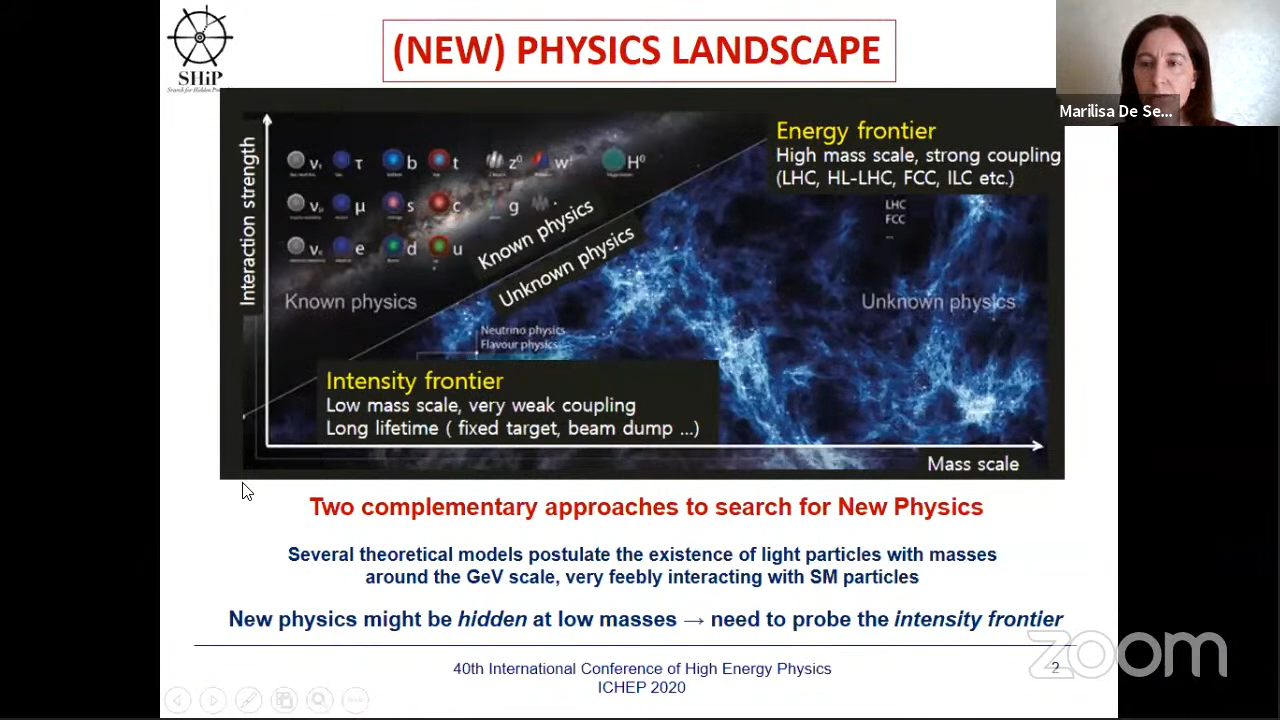 SHiP
(NEW) PHYSICS LANDSCAPE
Marilisa De Se...
Interaction strength
ντ τ b t Z⁰ W± H⁰
νμ μ s c g
νe e d u
Known physics
Unknown physics
Energy frontier
High mass scale, strong coupling
(LHC, HL-LHC, FCC, ILC etc.)
LHC
FCC
...
Known physics
Unknown physics
Neutrino physics
Flavour physics
Intensity frontier
Low mass scale, very weak coupling
Long lifetime ( fixed target, beam dump ...)
Mass scale
Two complementary approaches to search for New Physics
Several theoretical models postulate the existence of light particles with masses
around the GeV scale, very feebly interacting with SM particles
New physics might be hidden at low masses → need to probe the intensity frontier
40th International Conference of High Energy Physics
ICHEP 2020
2
zoom